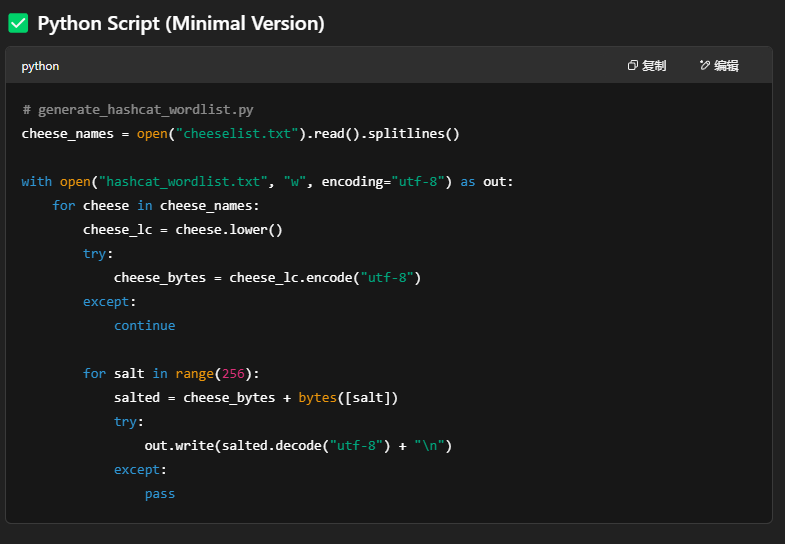 ✅ Python Script (Minimal Version)
python 复制 编辑
# generate_hashcat_wordlist.py
cheese_names = open("cheeselist.txt").read().splitlines()
with open("hashcat_wordlist.txt", "w", encoding="utf-8") as out:
    for cheese in cheese_names:
        cheese_lc = cheese.lower()
        try:
            cheese_bytes = cheese_lc.encode("utf-8")
        except:
            continue
        for salt in range(256):
            salted = cheese_bytes + bytes([salt])
            try:
                out.write(salted.decode("utf-8") + "\n")
            except:
                pass